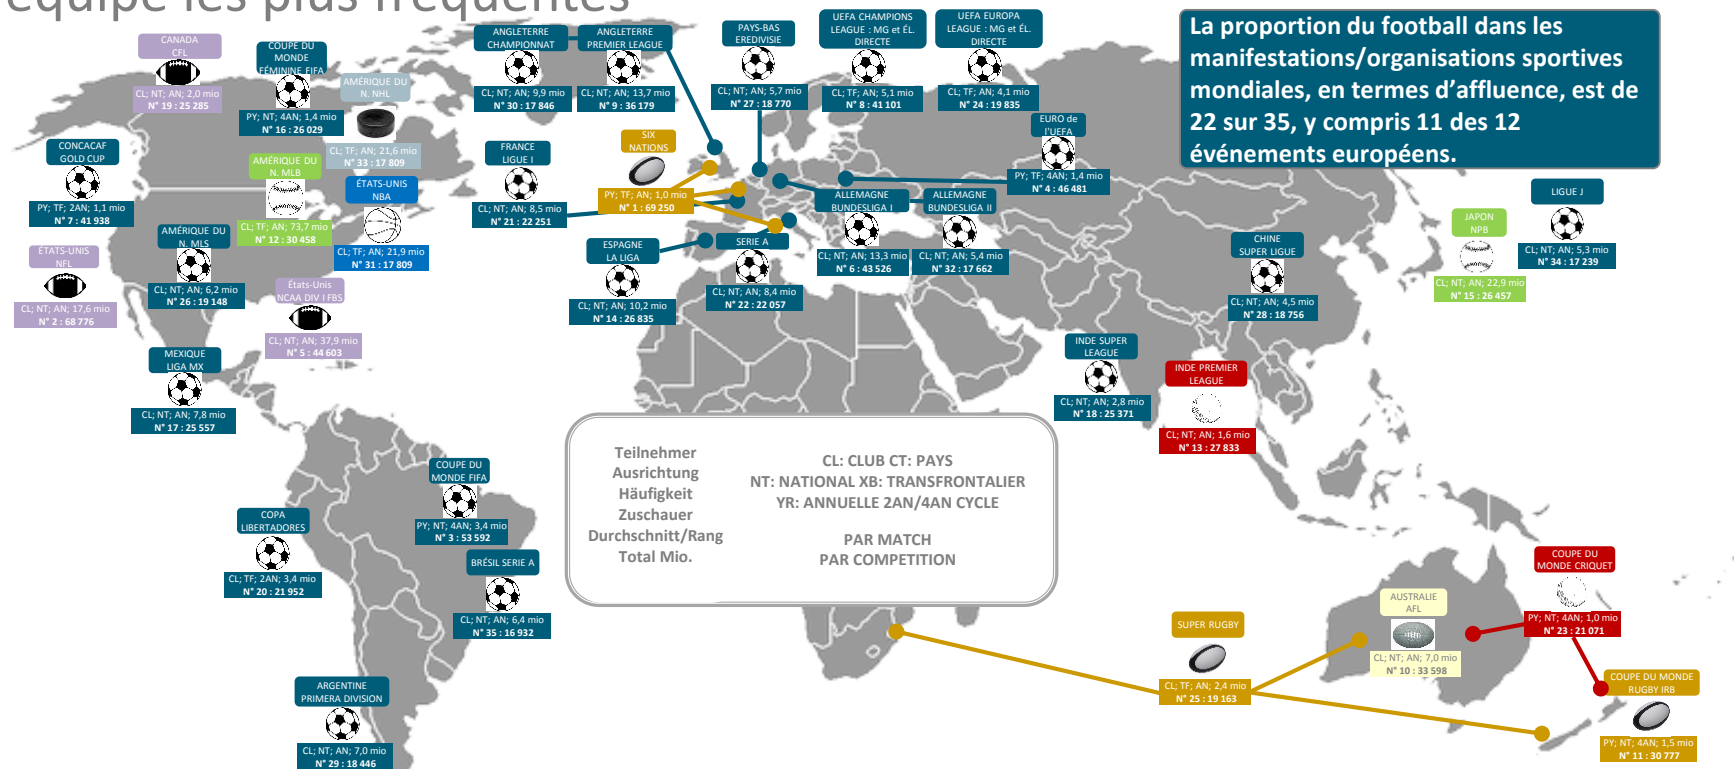 équipe les plus fréquentes
La proportion du football dans les
manifestations/organisations sportives
mondiales, en termes d’affluence, est de
22 sur 35, y compris 11 des 12
événements européens.
CANADA
CFL
CL; NT; AN; 2,0 mio
N° 19 : 25 285
COUPE DU
MONDE
FÉMININE FIFA
PY; NT; 4AN; 1,4 mio
N° 16 : 26 029
AMÉRIQUE DU
N. NHL
CL; TF; AN; 21,6 mio
N° 33 : 17 809
ANGLETERRE
CHAMPIONNAT
CL; NT; AN; 9,9 mio
N° 30 : 17 846
ANGLETERRE
PREMIER LEAGUE
CL; NT; AN; 13,7 mio
N° 9 : 36 179
PAYS-BAS
EREDIVISIE
CL; NT; AN; 5,7 mio
N° 27 : 18 770
UEFA CHAMPIONS
LEAGUE : MG et ÉL.
DIRECTE
CL; TF; AN; 5,1 mio
N° 8 : 41 101
UEFA EUROPA
LEAGUE : MG et ÉL.
DIRECTE
CL; TF; AN; 4,1 mio
N° 24 : 19 835
EURO de
l'UEFA
PY; TF; 4AN; 1,4 mio
N° 4 : 46 481
CONCACAF
GOLD CUP
PY; TF; 2AN; 1,1 mio
N° 7 : 41 938
AMÉRIQUE DU
N. MLB
CL; TF; AN; 73,7 mio
N° 12 : 30 458
ÉTATS-UNIS
NBA
CL; TF; AN; 21,9 mio
N° 31 : 17 809
FRANCE
LIGUE I
CL; NT; AN; 8,5 mio
N° 21 : 22 251
SIX
NATIONS
PY; TF; AN; 1,0 mio
N° 1 : 69 250
ALLEMAGNE
BUNDESLIGA I
CL; NT; AN; 13,3 mio
N° 6 : 43 526
ALLEMAGNE
BUNDESLIGA II
CL; NT; AN; 5,4 mio
N° 32 : 17 662
LIGUE J
CL; NT; AN; 5,3 mio
N° 34 : 17 239
JAPON
NPB
CL; NT; AN; 22,9 mio
N° 15 : 26 457
CHINE
SUPER LIGUE
CL; NT; AN; 4,5 mio
N° 28 : 18 756
ÉTATS-UNIS
NFL
CL; NT; AN; 17,6 mio
N° 2 : 68 776
AMÉRIQUE DU
N. MLS
CL; NT; AN; 6,2 mio
N° 26 : 19 148
États-Unis
NCAA DIV I FBS
CL; NT; AN; 37,9 mio
N° 5 : 44 603
ESPAGNE
LA LIGA
CL; NT; AN; 10,2 mio
N° 14 : 26 835
SERIE A
CL; NT; AN; 8,4 mio
N° 22 : 22 057
MEXIQUE
LIGA MX
CL; NT; AN; 7,8 mio
N° 17 : 25 557
INDE SUPER
LEAGUE
CL; NT; AN; 2,8 mio
N° 18 : 25 371
INDE PREMIER
LEAGUE
CL; NT; AN; 1,6 mio
N° 13 : 27 833
Teilnehmer
Ausrichtung
Häufigkeit
Zuschauer
Durchschnitt/Rang
Total Mio.
CL: CLUB CT: PAYS
NT: NATIONAL XB: TRANSFRONTALIER
YR: ANNUELLE 2AN/4AN CYCLE
PAR MATCH
PAR COMPETITION
COUPE DU
MONDE FIFA
PY; NT; 4AN; 3,4 mio
N° 3 : 53 592
COPA
LIBERTADORES
CL; TF; 2AN; 3,4 mio
N° 20 : 21 952
BRÉSIL SERIE A
CL; NT; AN; 6,4 mio
N° 35 : 16 932
ARGENTINE
PRIMERA DIVISION
CL; NT; AN; 7,0 mio
N° 29 : 18 446
SUPER RUGBY
CL; TF; AN; 2,4 mio
N° 25 : 19 163
AUSTRALIE
AFL
CL; NT; AN; 7,0 mio
N° 10 : 33 598
COUPE DU
MONDE CRIQUET
PY; NT; 4AN; 1,0 mio
N° 23 : 21 071
COUPE DU MONDE
RUGBY IRB
PY; NT; 4AN; 1,5 mio
N° 11 : 30 777